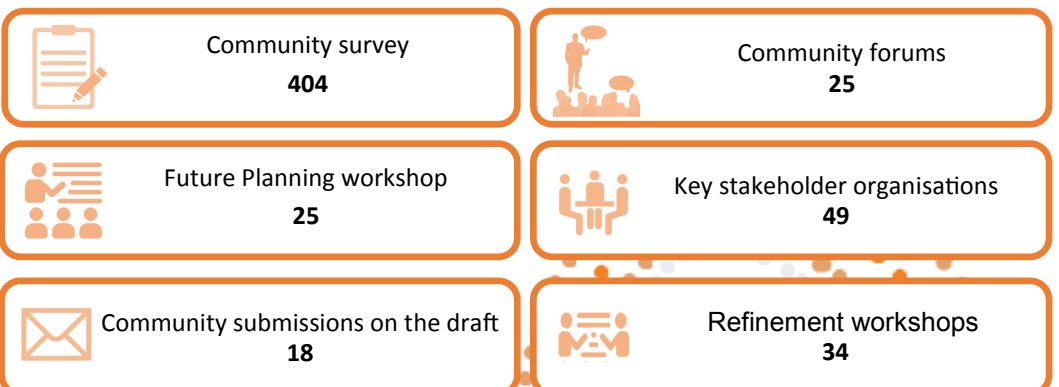 Community survey
404
Community forums
25
Future Planning workshop
25
Key stakeholder organisations
49
Community submissions on the draft
18
Refinement workshops
34